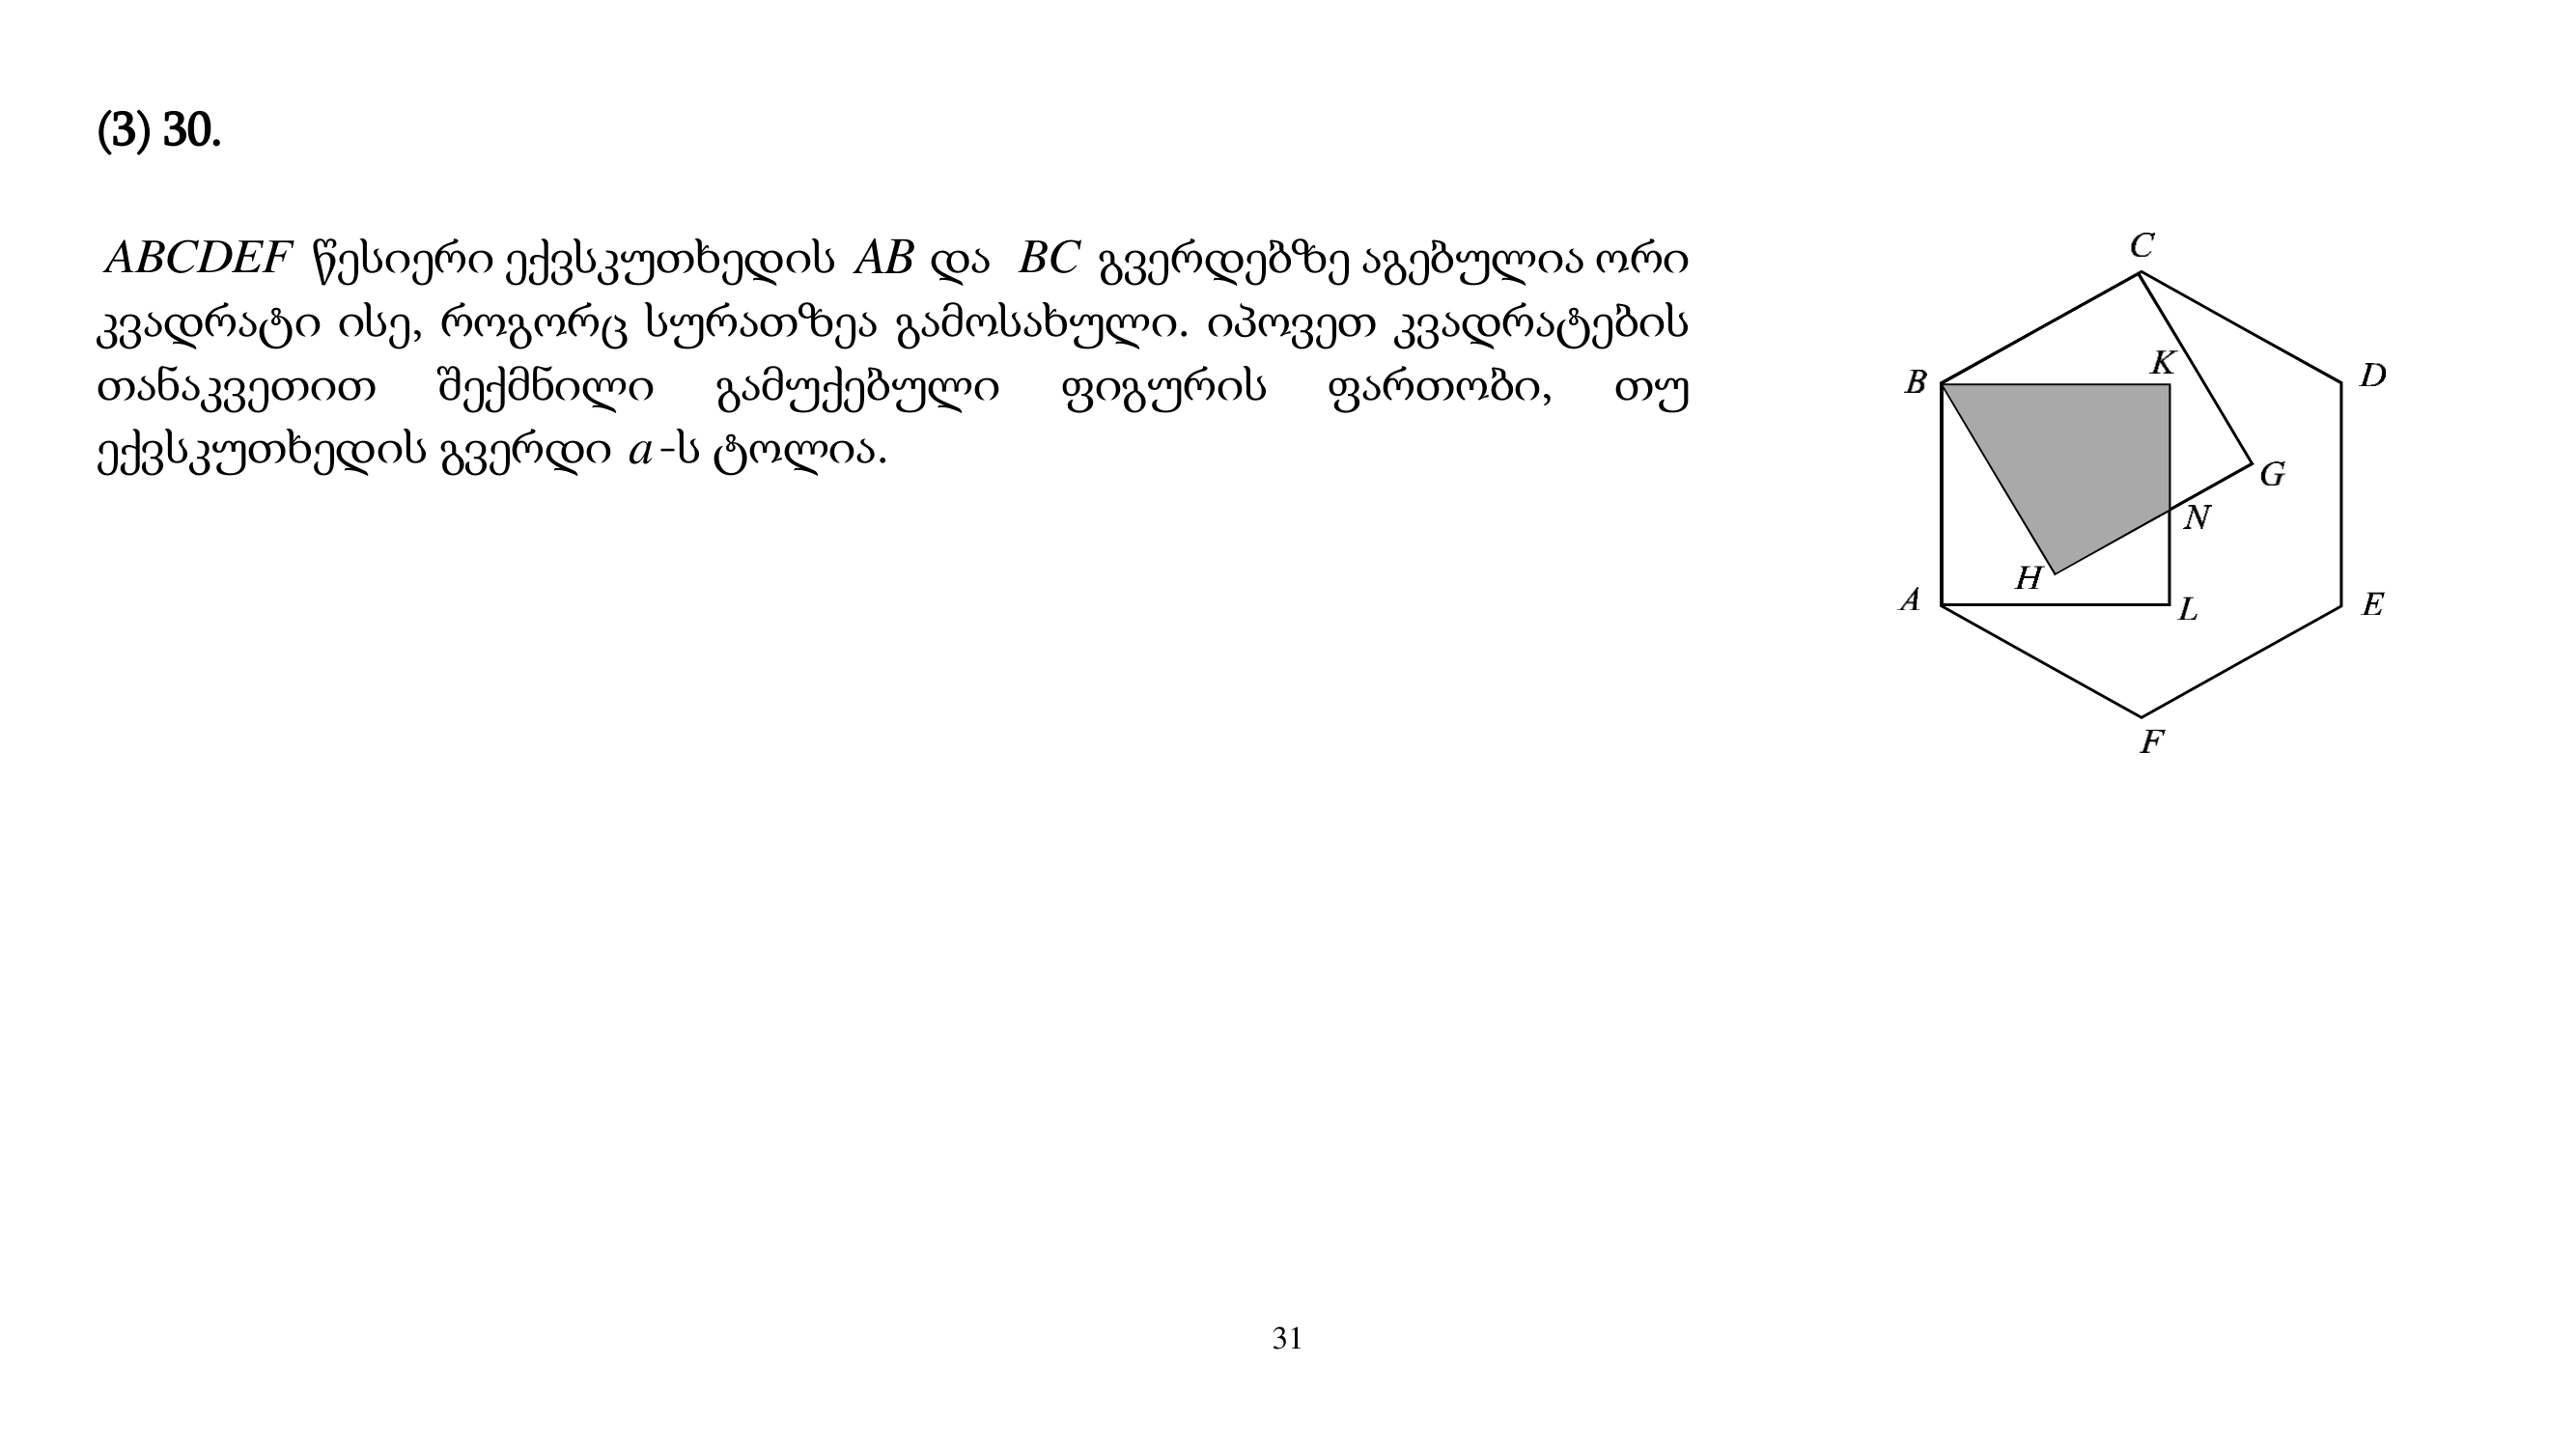 (3) 30.
ABCDEF წესიერი ექვსკუთხედის AB და BC გვერდებზე აგებულია ორი
კვადრატი ისე, როგორც სურათზეა გამოსახული. იპოვეთ კვადრატების
თანაკვეთით შექმნილი გამუქებული ფიგურის ფართობი, თუ
ექვსკუთხედის გვერდი a-ს ტოლია.
C
K
B
D
G
N
H
A
L
E
F
31